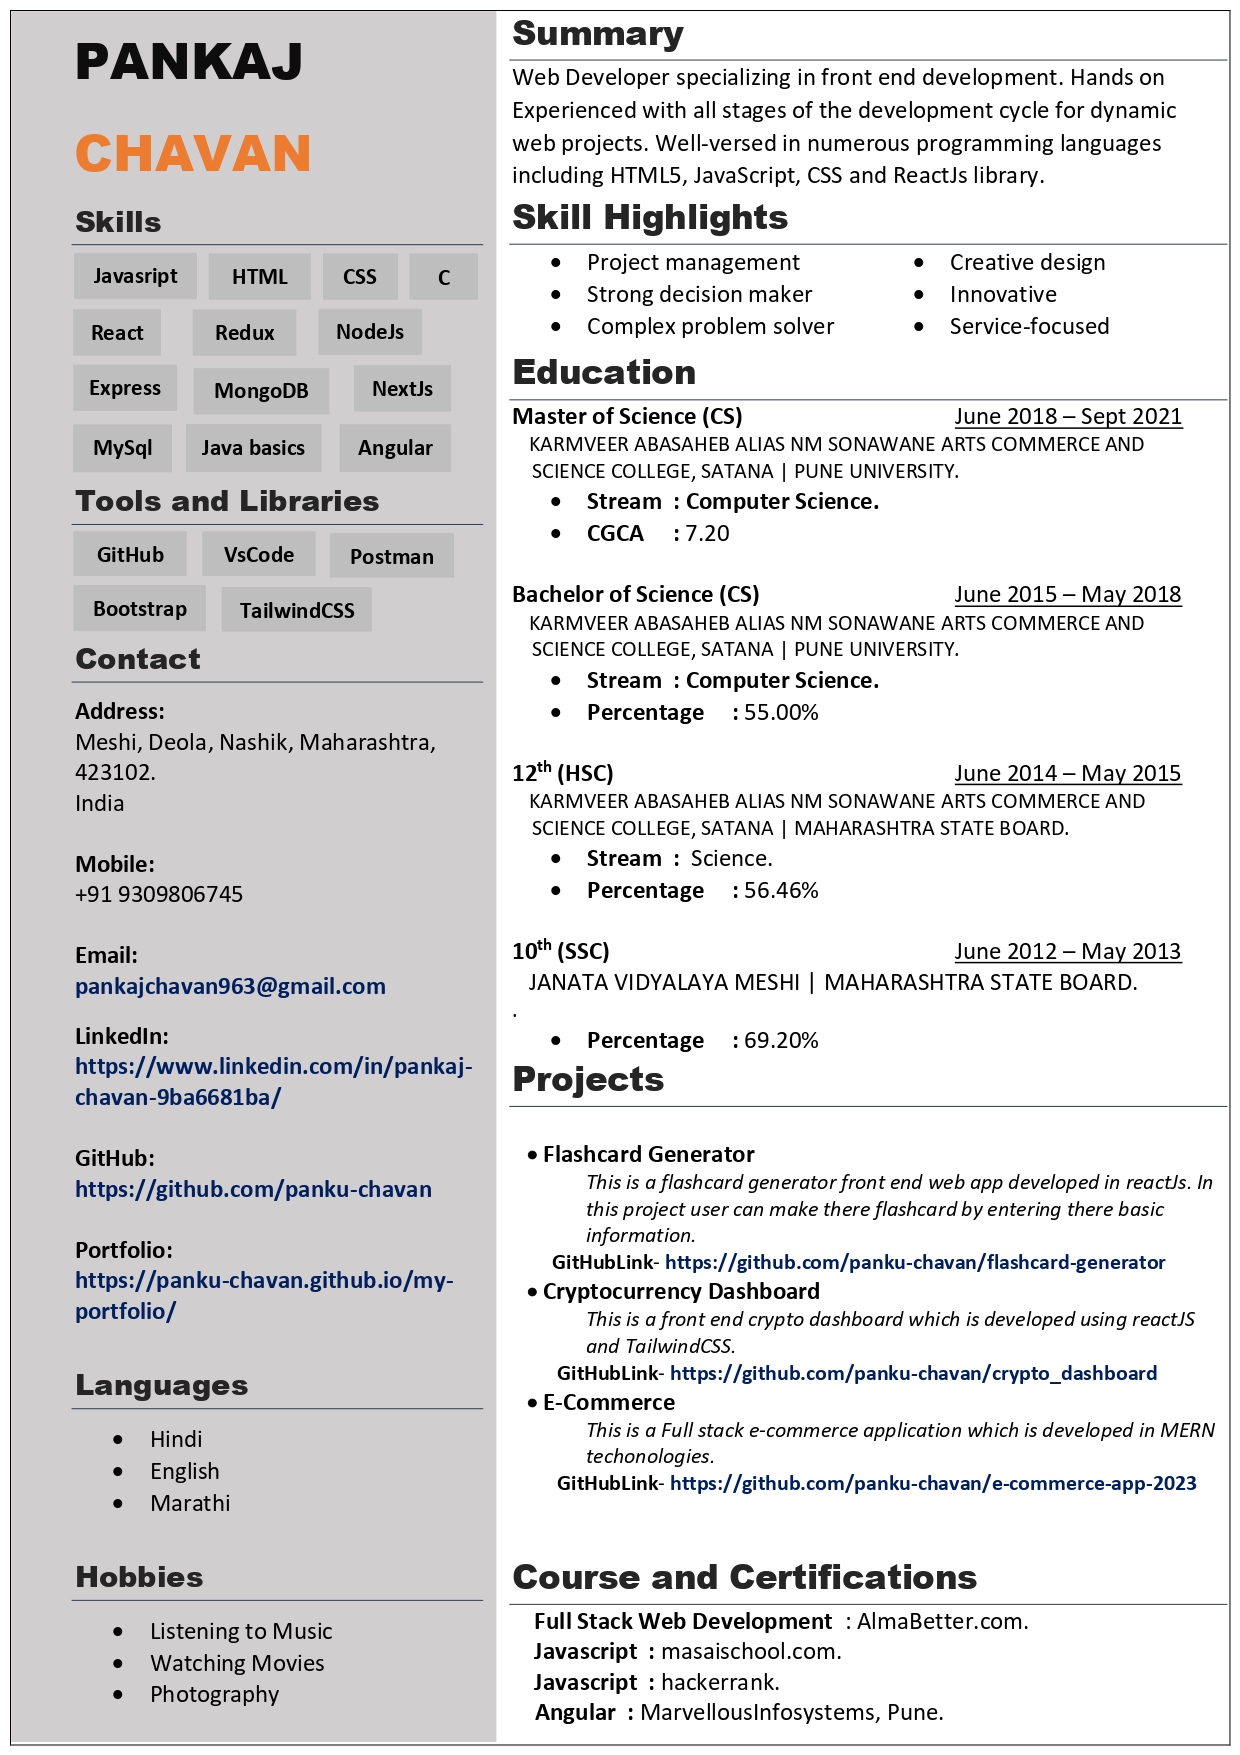 PANKAJ
CHAVAN
Skills
Javasript HTML CSS C
React Redux NodeJs
Express MongoDB NextJs
MySql Java basics Angular
Tools and Libraries
GitHub VsCode Postman
Bootstrap TailwindCSS
Contact
Address:
Meshi, Deola, Nashik, Maharashtra,
423102.
India
Mobile:
+91 9309806745
Email:
pankajchavan963@gmail.com
LinkedIn:
https://www.linkedin.com/in/pankaj-
chavan-9ba6681ba/
GitHub:
https://github.com/panku-chavan
Portfolio:
https://panku-chavan.github.io/my-
portfolio/
Languages
• Hindi
• English
• Marathi
Hobbies
• Listening to Music
• Watching Movies
• Photography
Summary
Web Developer specializing in front end development. Hands on
Experienced with all stages of the development cycle for dynamic
web projects. Well-versed in numerous programming languages
including HTML5, JavaScript, CSS and ReactJs library.
Skill Highlights
• Project management
• Strong decision maker
• Complex problem solver
• Creative design
• Innovative
• Service-focused
Education
Master of Science (CS) June 2018 – Sept 2021
KARMVEER ABASAHEB ALIAS NM SONAWANE ARTS COMMERCE AND
SCIENCE COLLEGE, SATANA | PUNE UNIVERSITY.
• Stream : Computer Science.
• CGCA : 7.20
Bachelor of Science (CS) June 2015 – May 2018
KARMVEER ABASAHEB ALIAS NM SONAWANE ARTS COMMERCE AND
SCIENCE COLLEGE, SATANA | PUNE UNIVERSITY.
• Stream : Computer Science.
• Percentage : 55.00%
12th (HSC) June 2014 – May 2015
KARMVEER ABASAHEB ALIAS NM SONAWANE ARTS COMMERCE AND
SCIENCE COLLEGE, SATANA | MAHARASHTRA STATE BOARD.
• Stream : Science.
• Percentage : 56.46%
10th (SSC) June 2012 – May 2013
JANATA VIDYALAYA MESHI | MAHARASHTRA STATE BOARD.
.
• Percentage : 69.20%
Projects
• Flashcard Generator
This is a flashcard generator front end web app developed in reactJs. In
this project user can make there flashcard by entering there basic
information.
GitHubLink- https://github.com/panku-chavan/flashcard-generator
• Cryptocurrency Dashboard
This is a front end crypto dashboard which is developed using reactJS
and TailwindCSS.
GitHubLink- https://github.com/panku-chavan/crypto_dashboard
• E-Commerce
This is a Full stack e-commerce application which is developed in MERN
techonologies.
GitHubLink- https://github.com/panku-chavan/e-commerce-app-2023
Course and Certifications
Full Stack Web Development : AlmaBetter.com.
Javascript : masaischool.com.
Javascript : hackerrank.
Angular : MarvellousInfosystems, Pune.